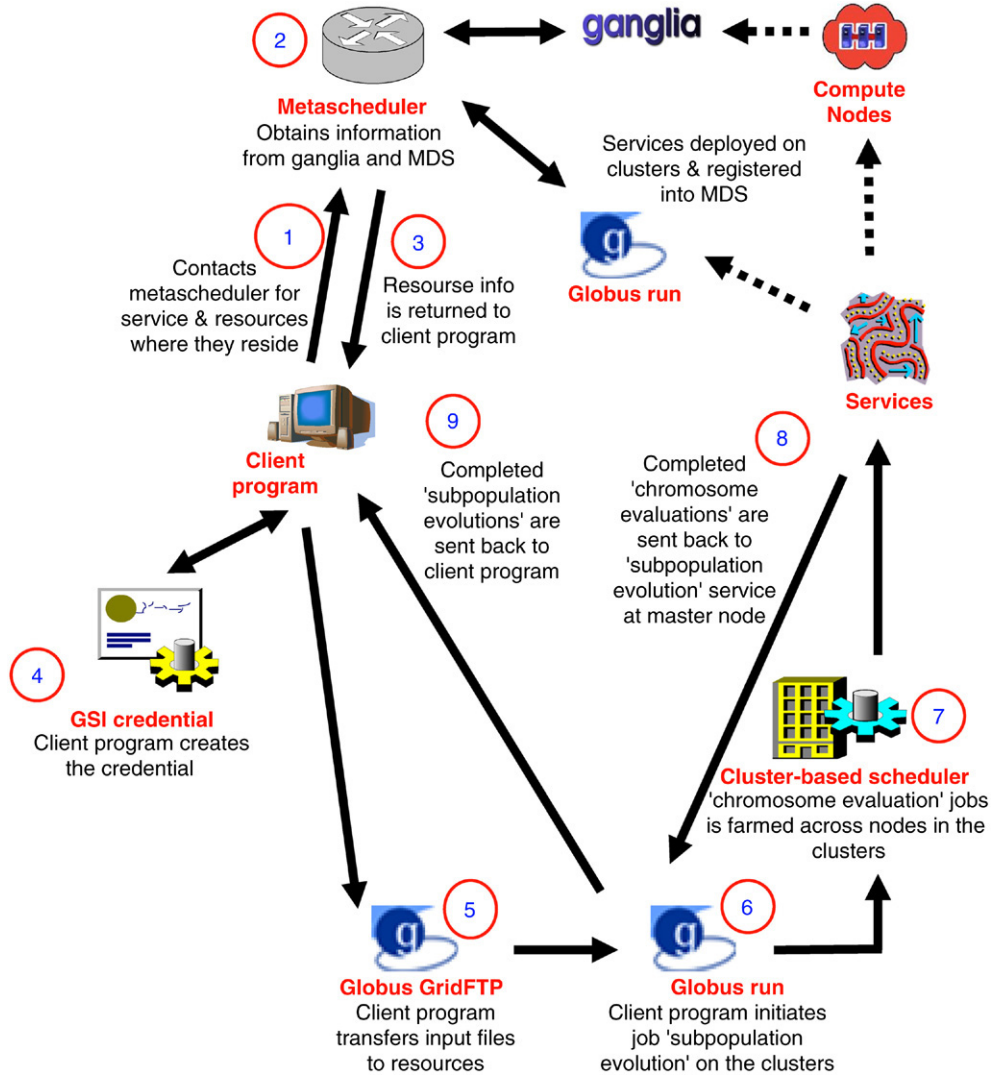 2
ganglia
Metascheduler
Obtains information
from ganglia and MDS
Compute
Nodes
Services deployed on
clusters & registered
into MDS
g
Globus run
1
Contacts
metascheduler for
service & resources
where they reside
3
Resourse info
is returned to
client program
Services
Client
program
9
Completed
'subpopulation
evolutions' are
sent back to
client program
8
Completed
'chromosome
evaluations' are
sent back to
'subpopulation
evolution' service
at master node
4
GSI credential
Client program creates
the credential
7
Cluster-based scheduler
'chromosome evaluation' jobs
is farmed across nodes in the
clusters
g
5
Globus GridFTP
Client program
transfers input files
to resources
g
6
Globus run
Client program initiates
job 'subpopulation
evolution' on the clusters